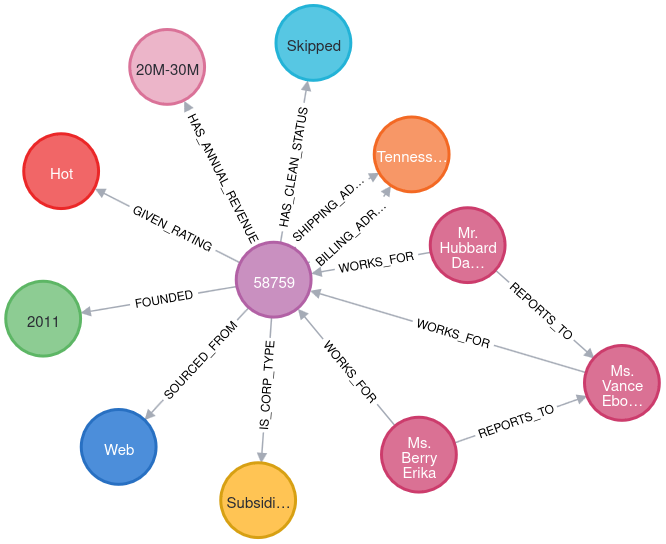 Skipped
20M-30M
HAS_ANNUAL_REVENUE
HAS_CLEAN_STATUS
Tenness…
SHIPPING_AD…
BILLING_ADR…
Hot
GIVEN_RATING
Mr.
Hubbard
Da…
WORKS_FOR
58759
REPORTS_TO
FOUNDED
2011
WORKS_FOR
SOURCED_FROM
IS_CORP_TYPE
WORKS_FOR
Ms.
Vance
Ebo…
REPORTS_TO
Web
Ms.
Berry
Erika
Subsidi…